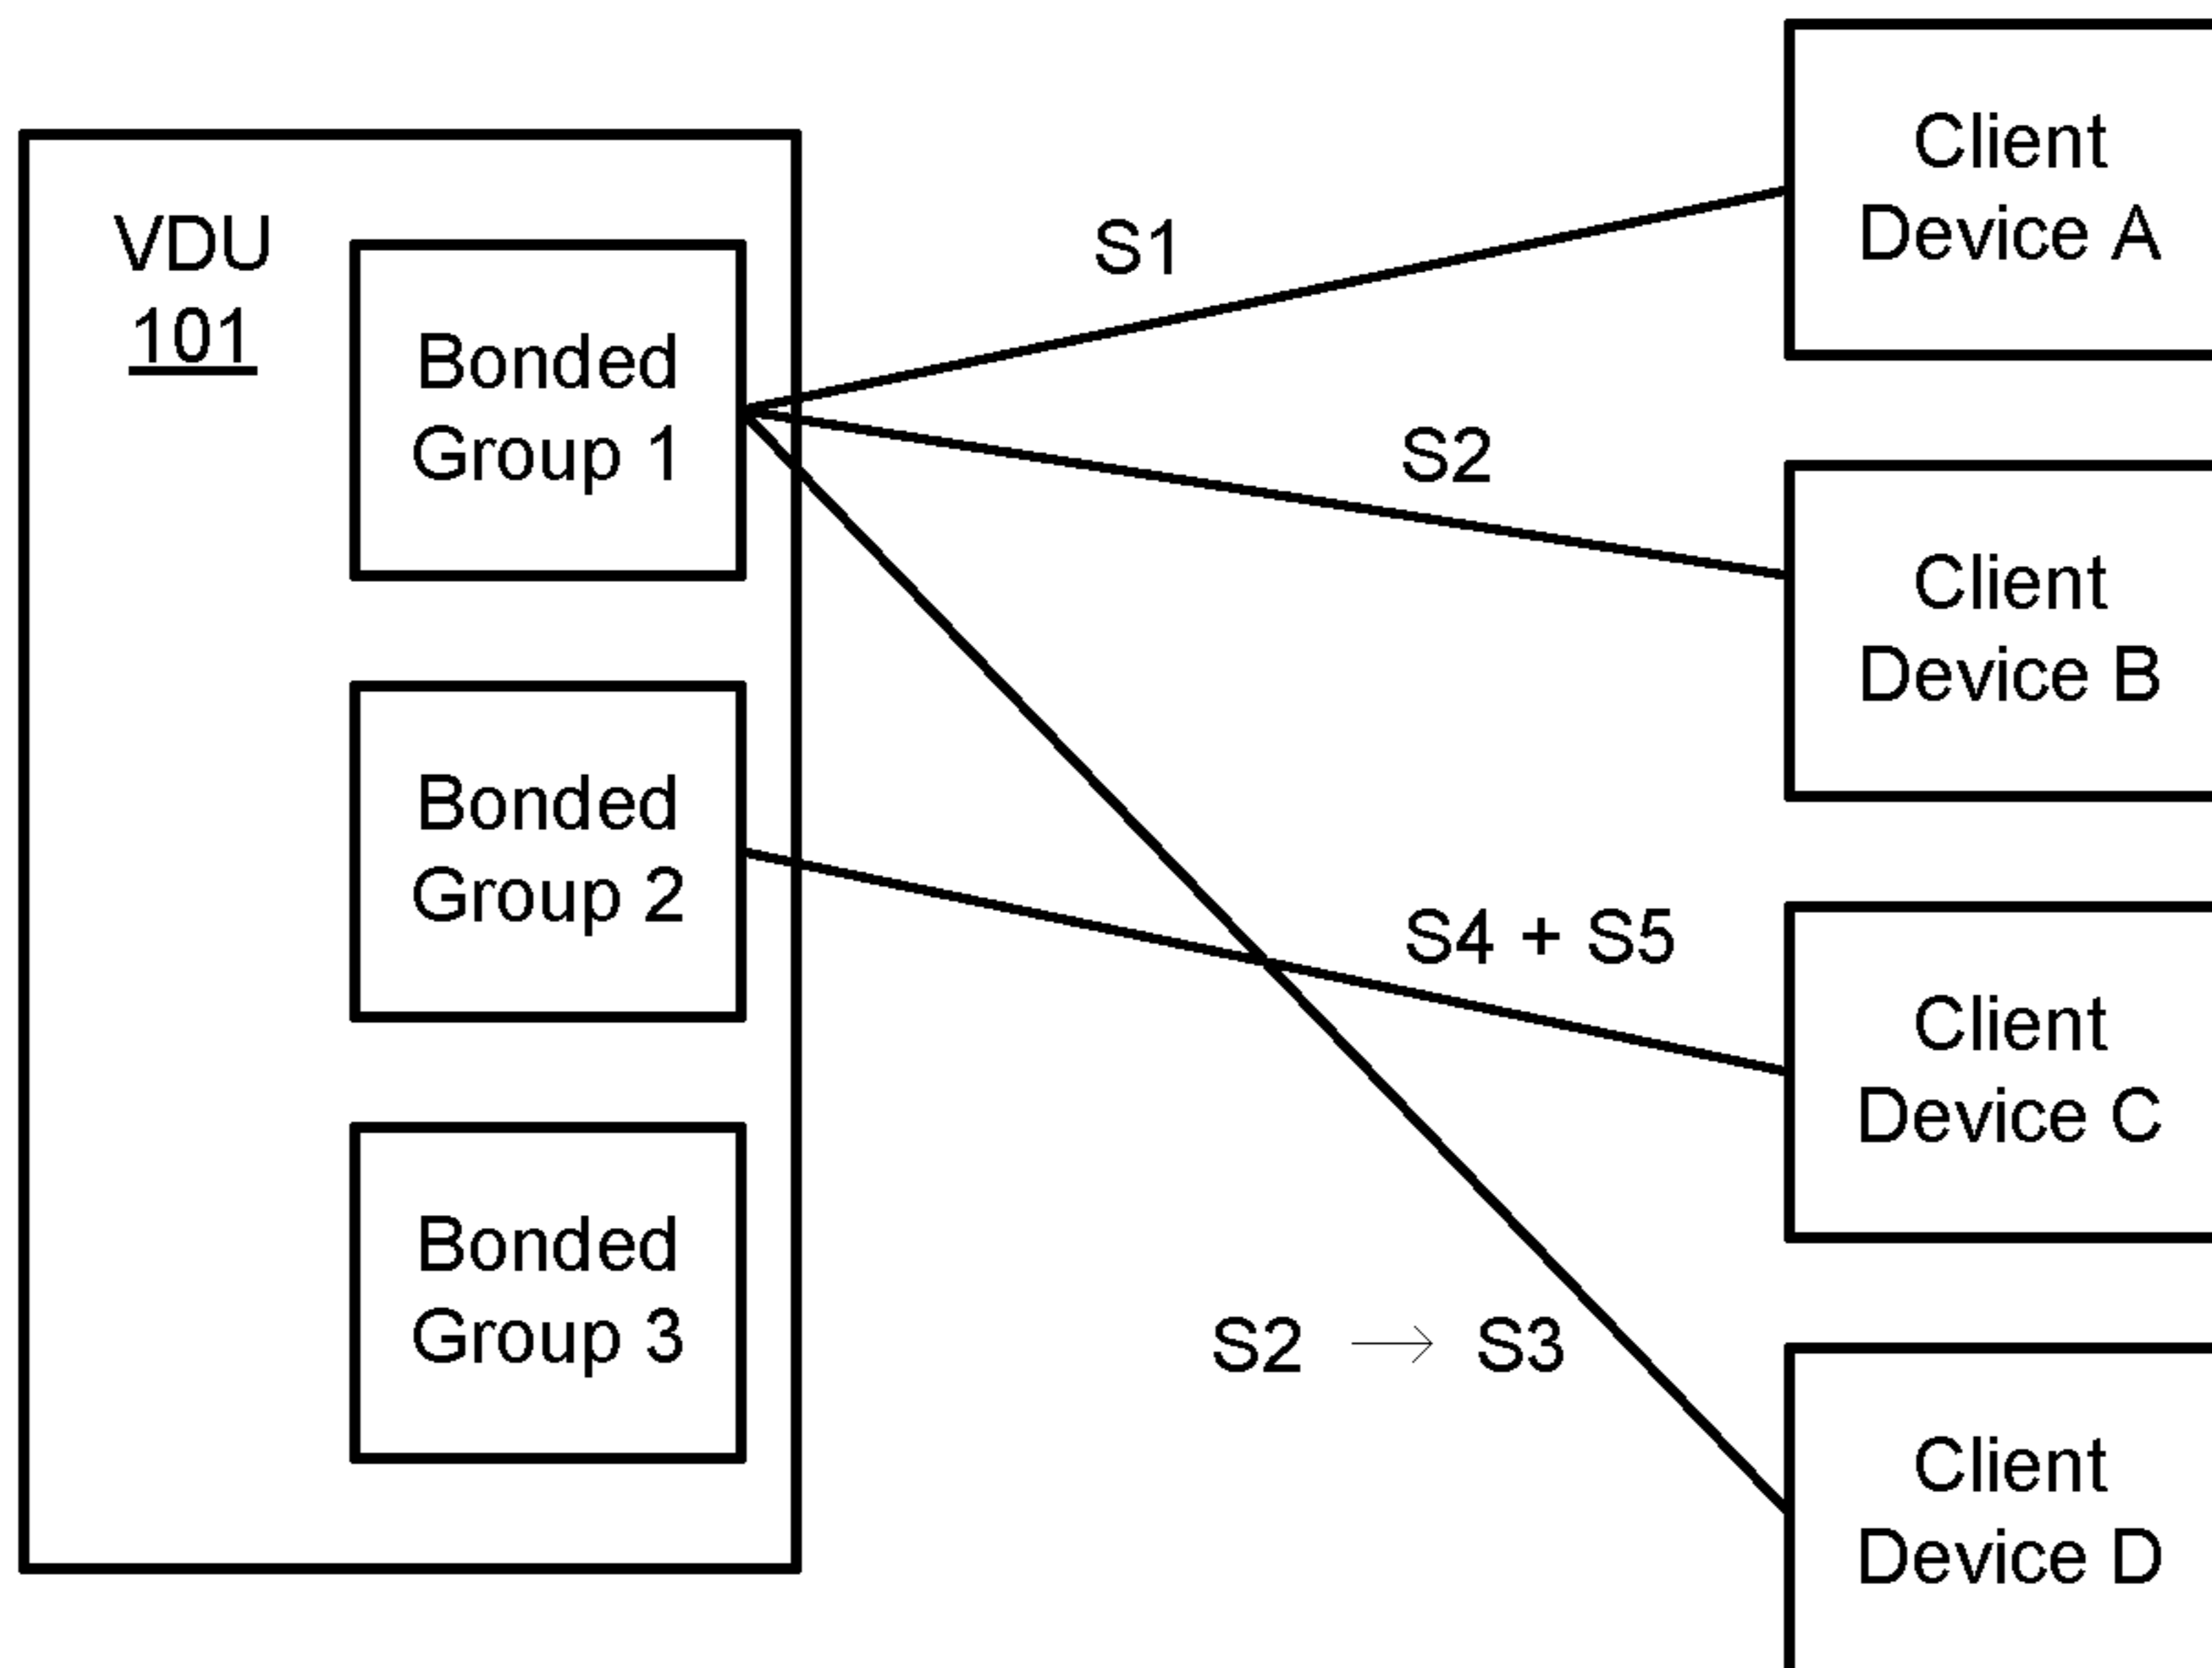 VDU
101
Bonded
Group 1
Bonded
Group 2
Bonded
Group 3
S1
S2
S4 + S5
S2 → S3
Client
Device A
Client
Device B
Client
Device C
Client
Device D